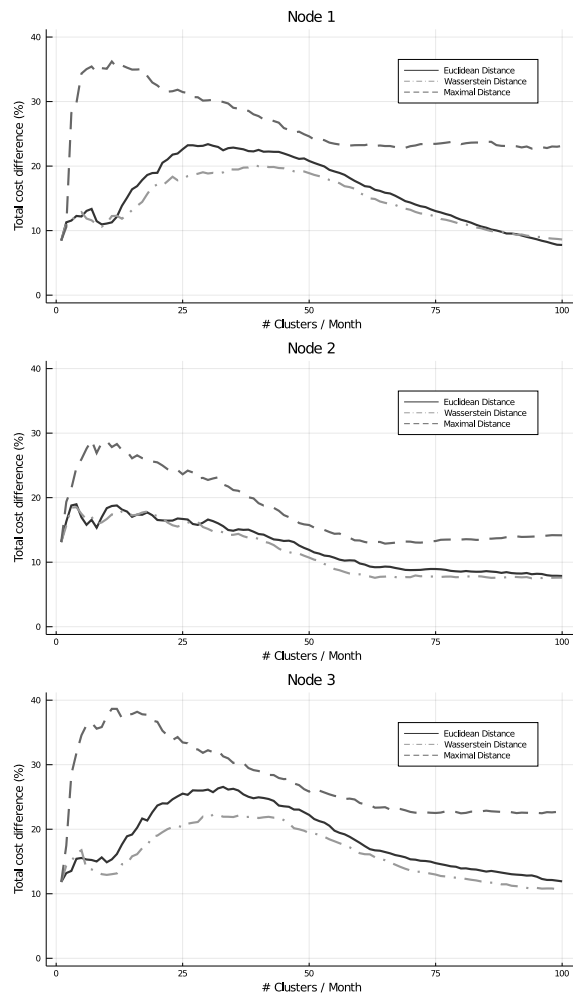 Node 1
Total cost difference (%)
40
30
20
10
0
Euclidean Distance
Wasserstein Distance
Maximal Distance
0 25 50 75 100
# Clusters / Month
Node 2
Total cost difference (%)
40
30
20
10
0
Euclidean Distance
Wasserstein Distance
Maximal Distance
0 25 50 75 100
# Clusters / Month
Node 3
Total cost difference (%)
40
30
20
10
0
Euclidean Distance
Wasserstein Distance
Maximal Distance
0 25 50 75 100
# Clusters / Month